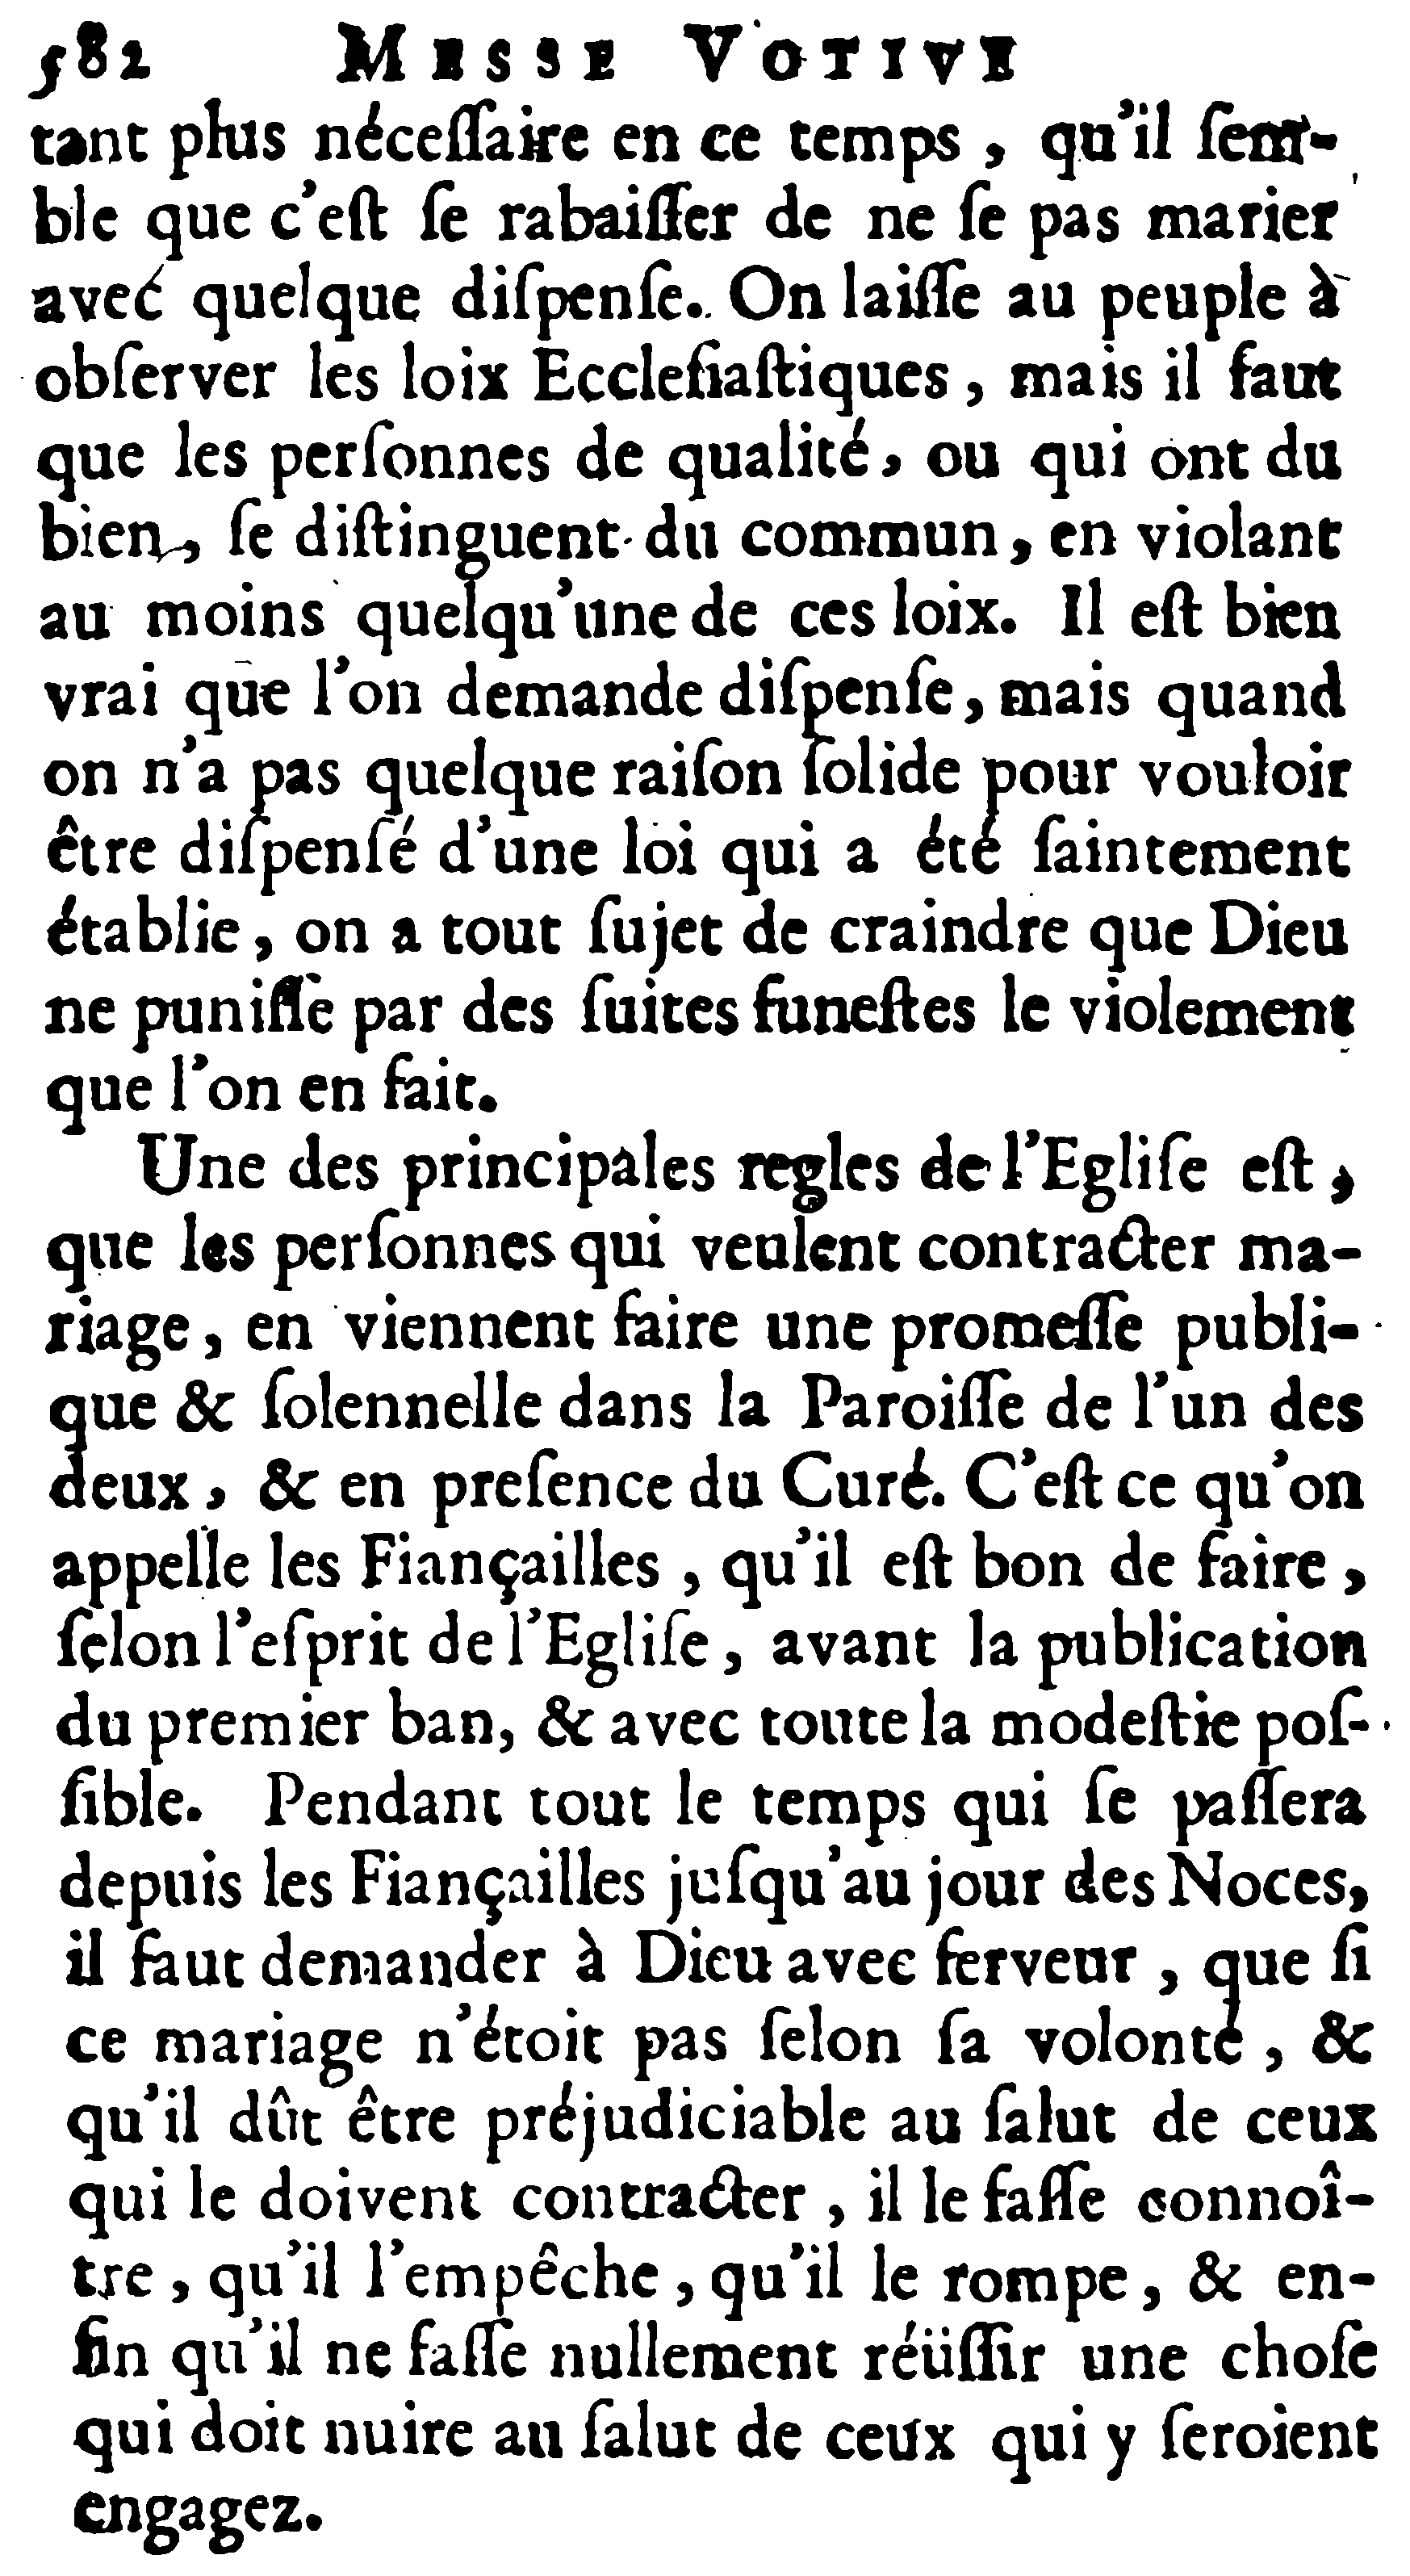 582 MESSE VOTIVE
tant plus néceſſaire en ce temps, qu'il ſem-
ble que c'eſt ſe rabaiſſer de ne ſe pas marier
avec quelque diſpenſe. On laiſſe au peuple à
obſerver les loix Eccleſiaſtiques, mais il faut
que les perſonnes de qualité, ou qui ont du
bien, ſe diſtinguent du commun, en violant
au moins quelqu'une de ces loix. Il eſt bien
vrai que l'on demande diſpenſe, mais quand
on n'a pas quelque raiſon ſolide pour vouloir
être diſpenſé d'une loi qui a été ſaintement
établie, on a tout ſujet de craindre que Dieu
ne puniſſe par des ſuites funeſtes le violement
que l'on en fait.
Une des principales regles de l'Egliſe eſt,
que les perſonnes qui veulent contracter ma-
riage, en viennent faire une promeſſe publi-
que & ſolennelle dans la Paroiſſe de l'un des
deux, & en preſence du Curé. C'eſt ce qu'on
appelle les Fiançailles, qu'il eſt bon de faire,
ſelon l'eſprit de l'Egliſe, avant la publication
du premier ban, & avec toute la modeſtie poſ-
ſible. Pendant tout le temps qui ſe paſſera
depuis les Fiançailles juſqu'au jour des Noces,
il faut demander à Dieu avec ferveur, que ſi
ce mariage n'étoit pas ſelon ſa volonté, &
qu'il dût être préjudiciable au ſalut de ceux
qui le doivent contracter, il le faſſe connoî-
tre, qu'il l'empêche, qu'il le rompe, & en-
fin qu'il ne faſſe nullement réüſſir une choſe
qui doit nuire au ſalut de ceux qui y ſeroient
engagez.